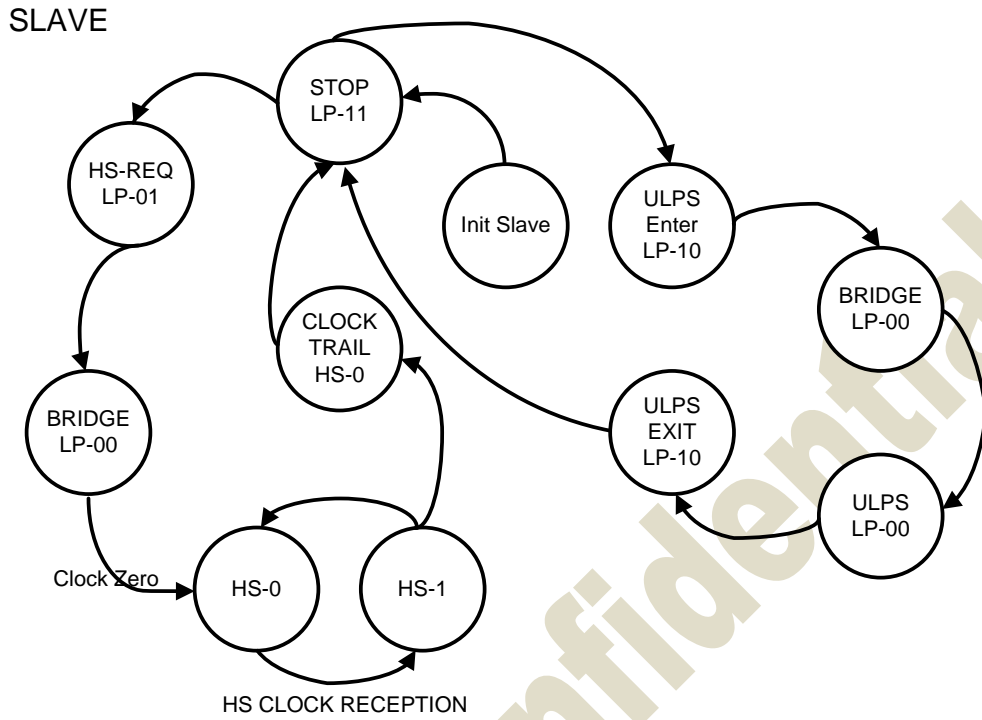 SLAVE
STOP
LP-11
HS-REQ
LP-01
Init Slave
ULPS
Enter
LP-10
BRIDGE
LP-00
CLOCK
TRAIL
HS-0
BRIDGE
LP-00
ULPS
EXIT
LP-10
ULPS
LP-00
Clock Zero
HS-0
HS-1
HS CLOCK RECEPTION
nfidential